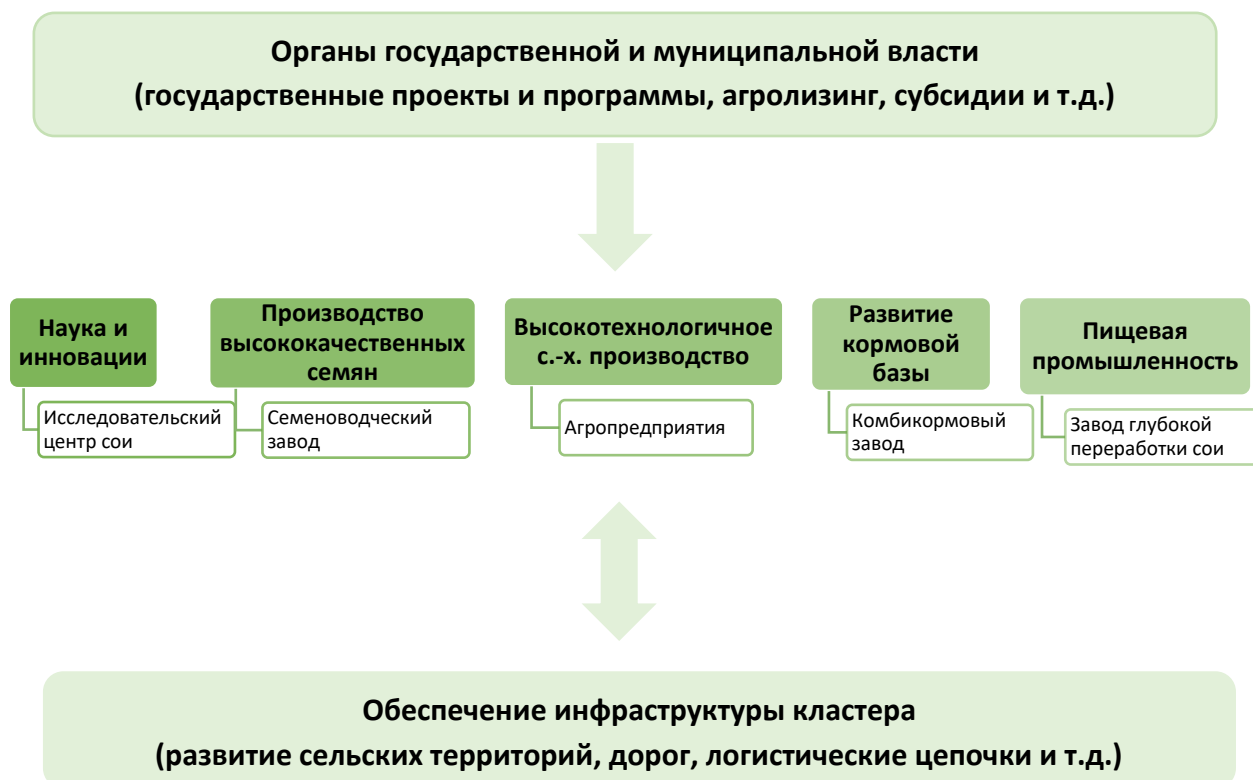 Органы государственной и муниципальной власти
(государственные проекты и программы, агролизинг, субсидии и т.д.)
Наука и
инновации
Исследовательский
центр сои
Производство
высококачественных
семян
Семеноводческий
завод
Высокотехнологичное
с.-х. производство
Агропредприятия
Развитие
кормовой
базы
Комбикормовый
завод
Пищевая
промышленность
Завод глубокой
переработки сои
Обеспечение инфраструктуры кластера
(развитие сельских территорий, дорог, логистические цепочки и т.д.)